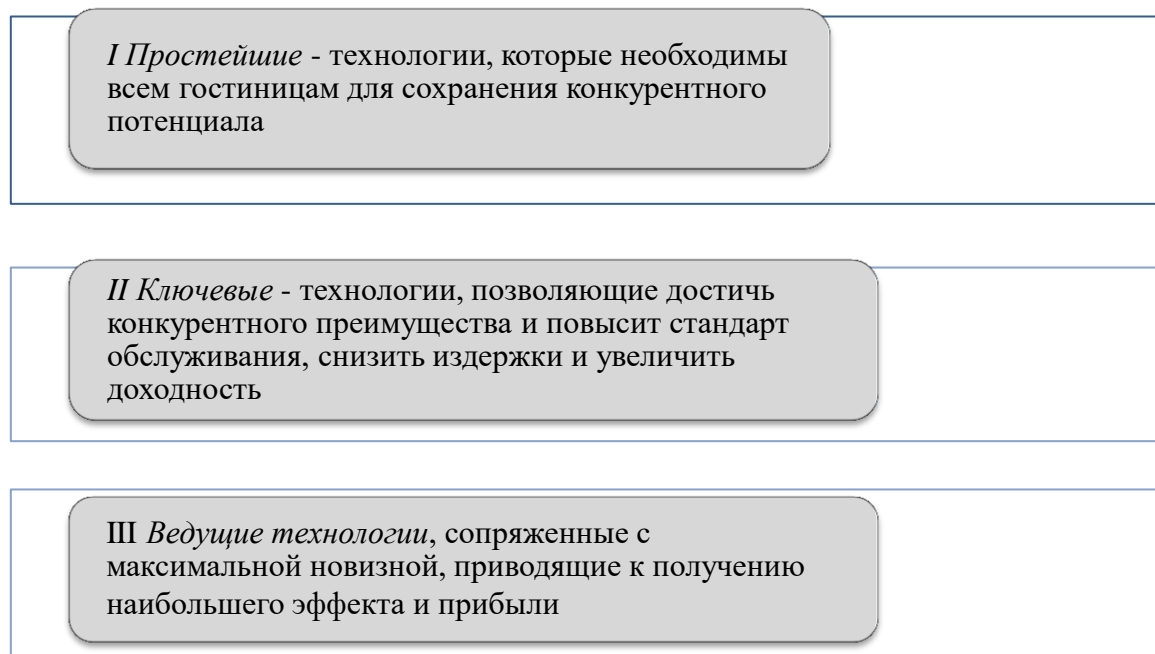 I Простейшие - технологии, которые необходимы
всем гостиницам для сохранения конкурентного
потенциала
II Ключевые - технологии, позволяющие достичь
конкурентного преимущества и повысит стандарт
обслуживания, снизить издержки и увеличить
доходность
III Ведущие технологии, сопряженные с
максимальной новизной, приводящие к получению
наибольшего эффекта и прибыли